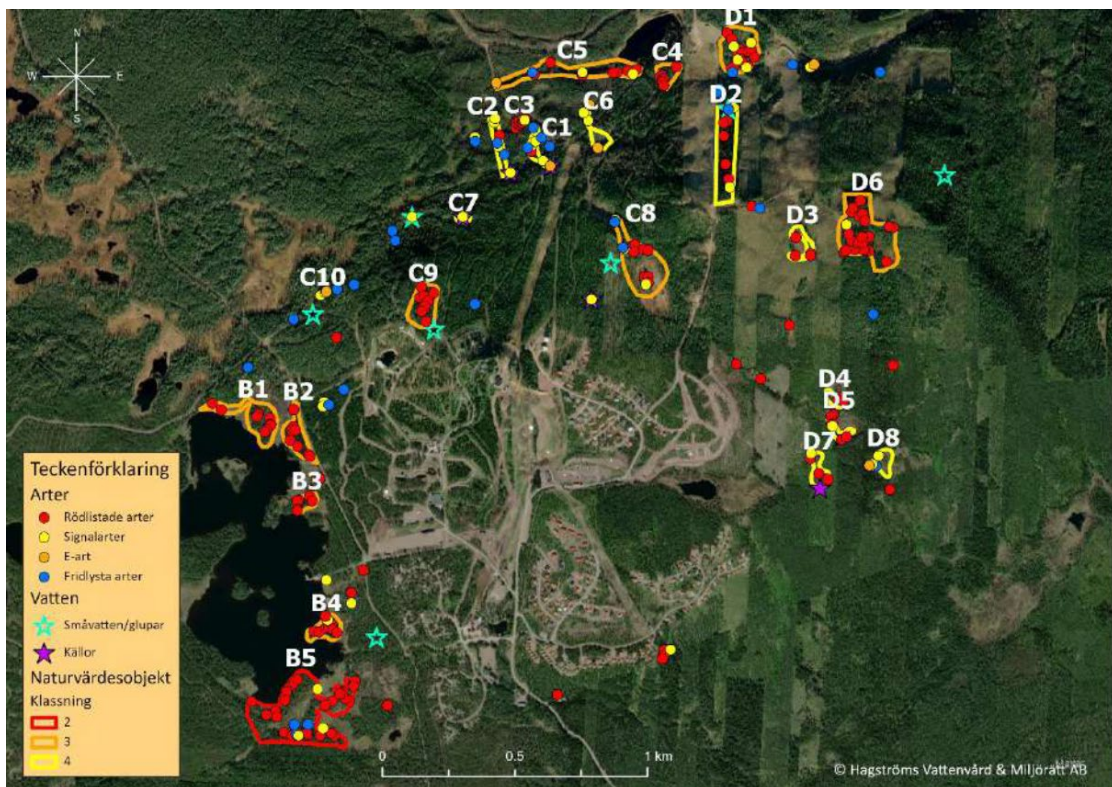 D1
C5
C4
N
W E
S
D2
C2
C3
C6
C1
D6
C7
C8
D3
C10
C9
B1
B2
D4
D5
D7
D8
B3
B4
B5
Teckenförklaring
Arter
Rödlistade arter
Signalarter
E-art
Fridlysta arter
Vatten
Småvatten/glupar
Källor
Naturvärdesobjekt
Klassning
2
3
4
0 0.5 1 km
© Hagströms Vattenvård & Miljörätt AB